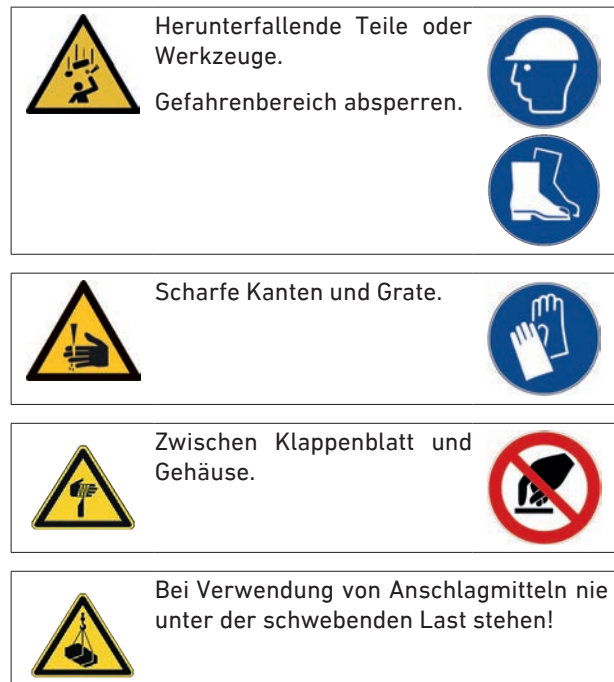 Herunterfallende Teile oder
Werkzeuge.
Gefahrenbereich absperren.
Scharfe Kanten und Grate.
Zwischen Klappenblatt und
Gehäuse.
Bei Verwendung von Anschlagmitteln nie
unter der schwebenden Last stehen!